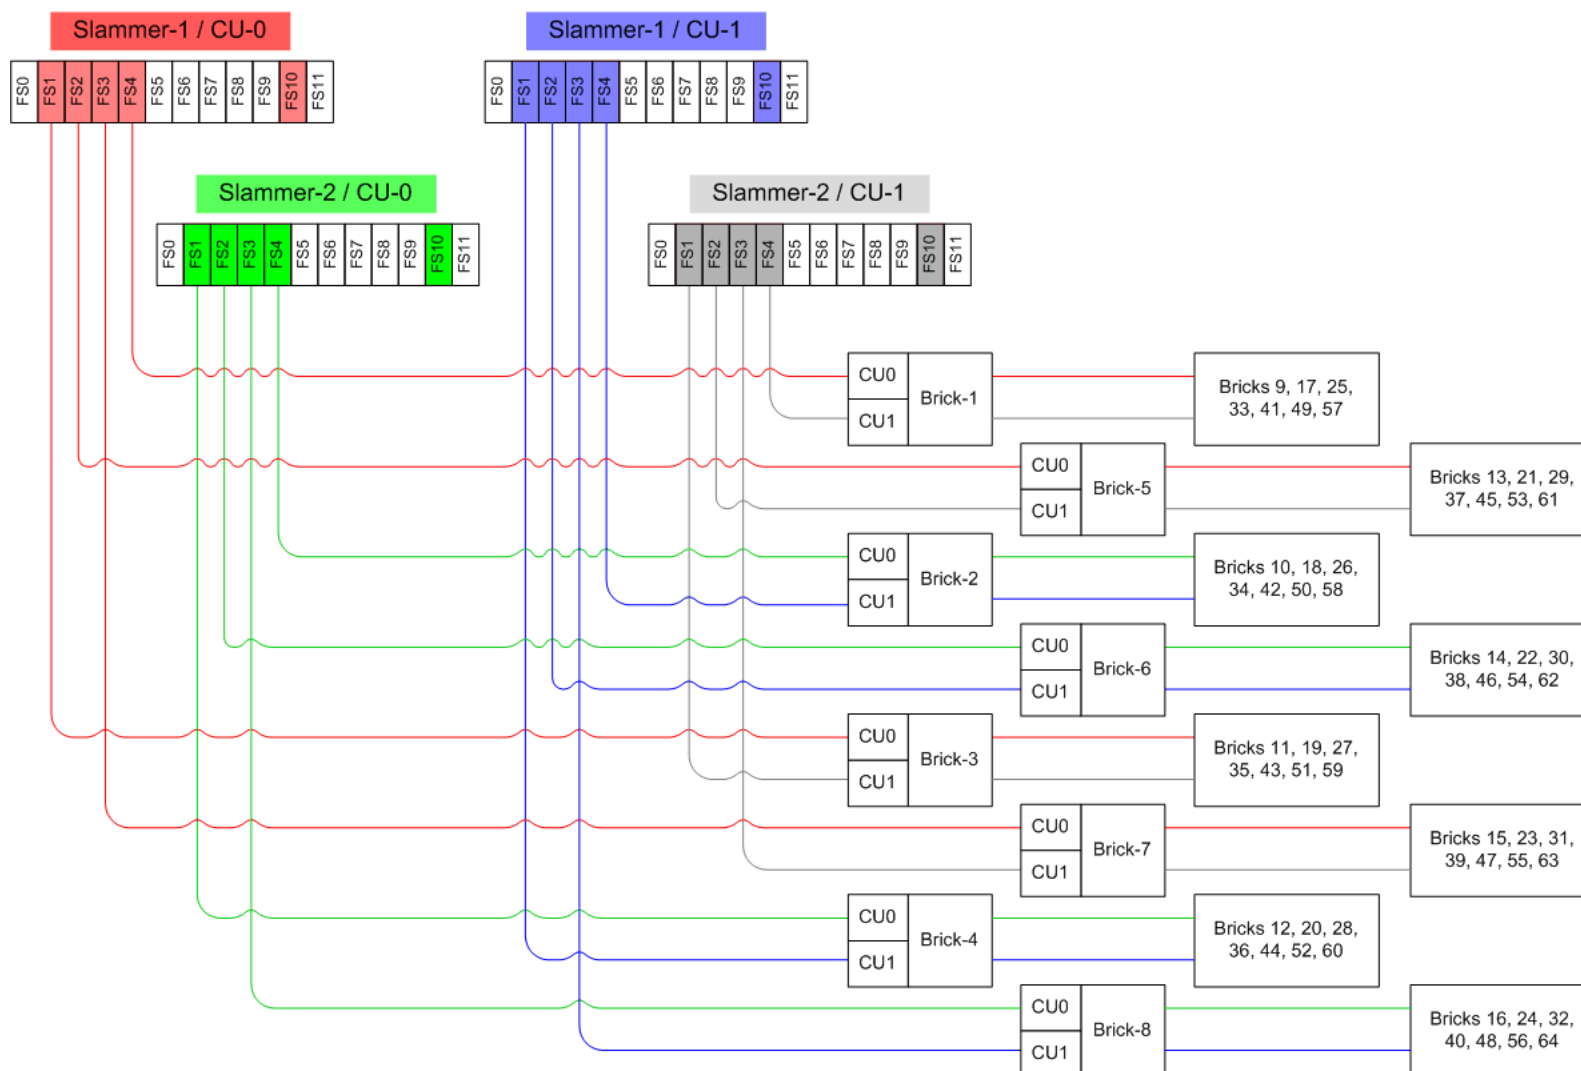 Slammer-1 / CU-0
Slammer-1 / CU-1
FS0 FS1 FS2 FS3 FS4 FS5 FS6 FS7 FS8 FS9 FS10 FS11
FS0 FS1 FS2 FS3 FS4 FS5 FS6 FS7 FS8 FS9 FS10 FS11
Slammer-2 / CU-0
Slammer-2 / CU-1
FS0 FS1 FS2 FS3 FS4 FS5 FS6 FS7 FS8 FS9 FS10 FS11
FS0 FS1 FS2 FS3 FS4 FS5 FS6 FS7 FS8 FS9 FS10 FS11
CU0
CU1
Brick-1
Bricks 9, 17, 25,
33, 41, 49, 57
CU0
CU1
Brick-5
Bricks 13, 21, 29,
37, 45, 53, 61
CU0
CU1
Brick-2
Bricks 10, 18, 26,
34, 42, 50, 58
CU0
CU1
Brick-6
Bricks 14, 22, 30,
38, 46, 54, 62
CU0
CU1
Brick-3
Bricks 11, 19, 27,
35, 43, 51, 59
CU0
CU1
Brick-7
Bricks 15, 23, 31,
39, 47, 55, 63
CU0
CU1
Brick-4
Bricks 12, 20, 28,
36, 44, 52, 60
CU0
CU1
Brick-8
Bricks 16, 24, 32,
40, 48, 56, 64